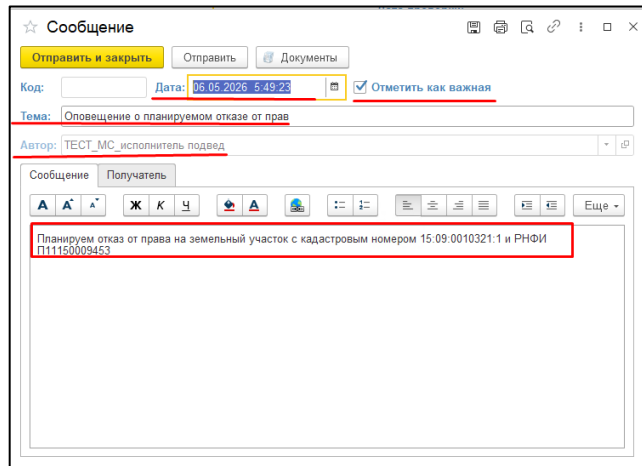 Сообщение
Отправить и закрыть Отправить Документы
Код: Дата: 06.05.2026 5:49:23 Отметить как важная
Тема: Оповещение о планируемом отказе от прав
Автор: ТЕСТ_МС_исполнитель подвед
Сообщение Получатель
А А А Ж К Ч А Еще
Планируем отказ от права на земельный участок с кадастровым номером 15:09:0010321:1 и РНФИ
П11150009453